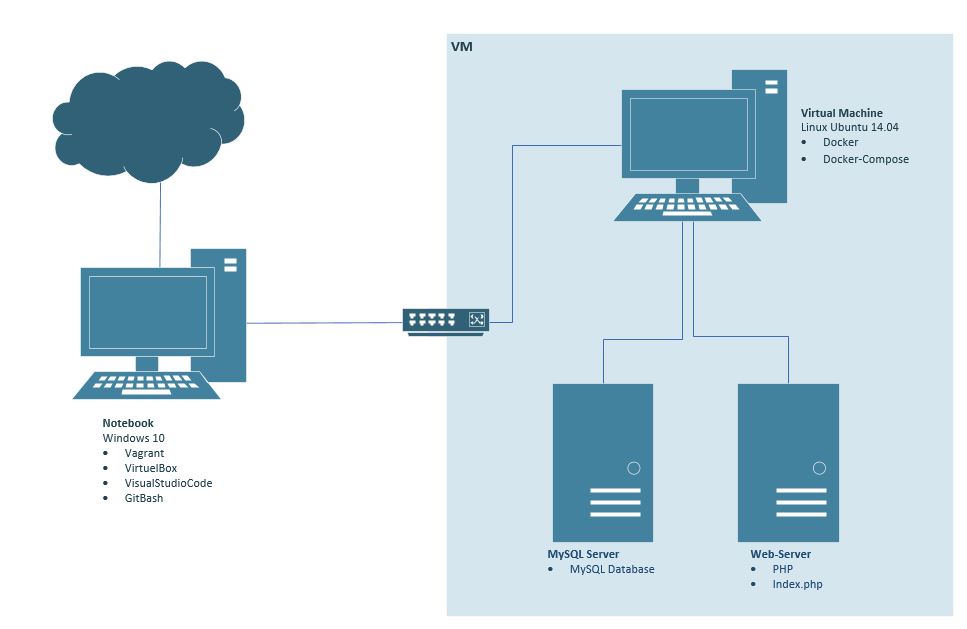 VM
Virtual Machine
Linux Ubuntu 14.04
• Docker
• Docker-Compose
Notebook
Windows 10
• Vagrant
• VirtuelBox
• VisualStudioCode
• GitBash
MySQL Server
• MySQL Database
Web-Server
• PHP
• Index.php